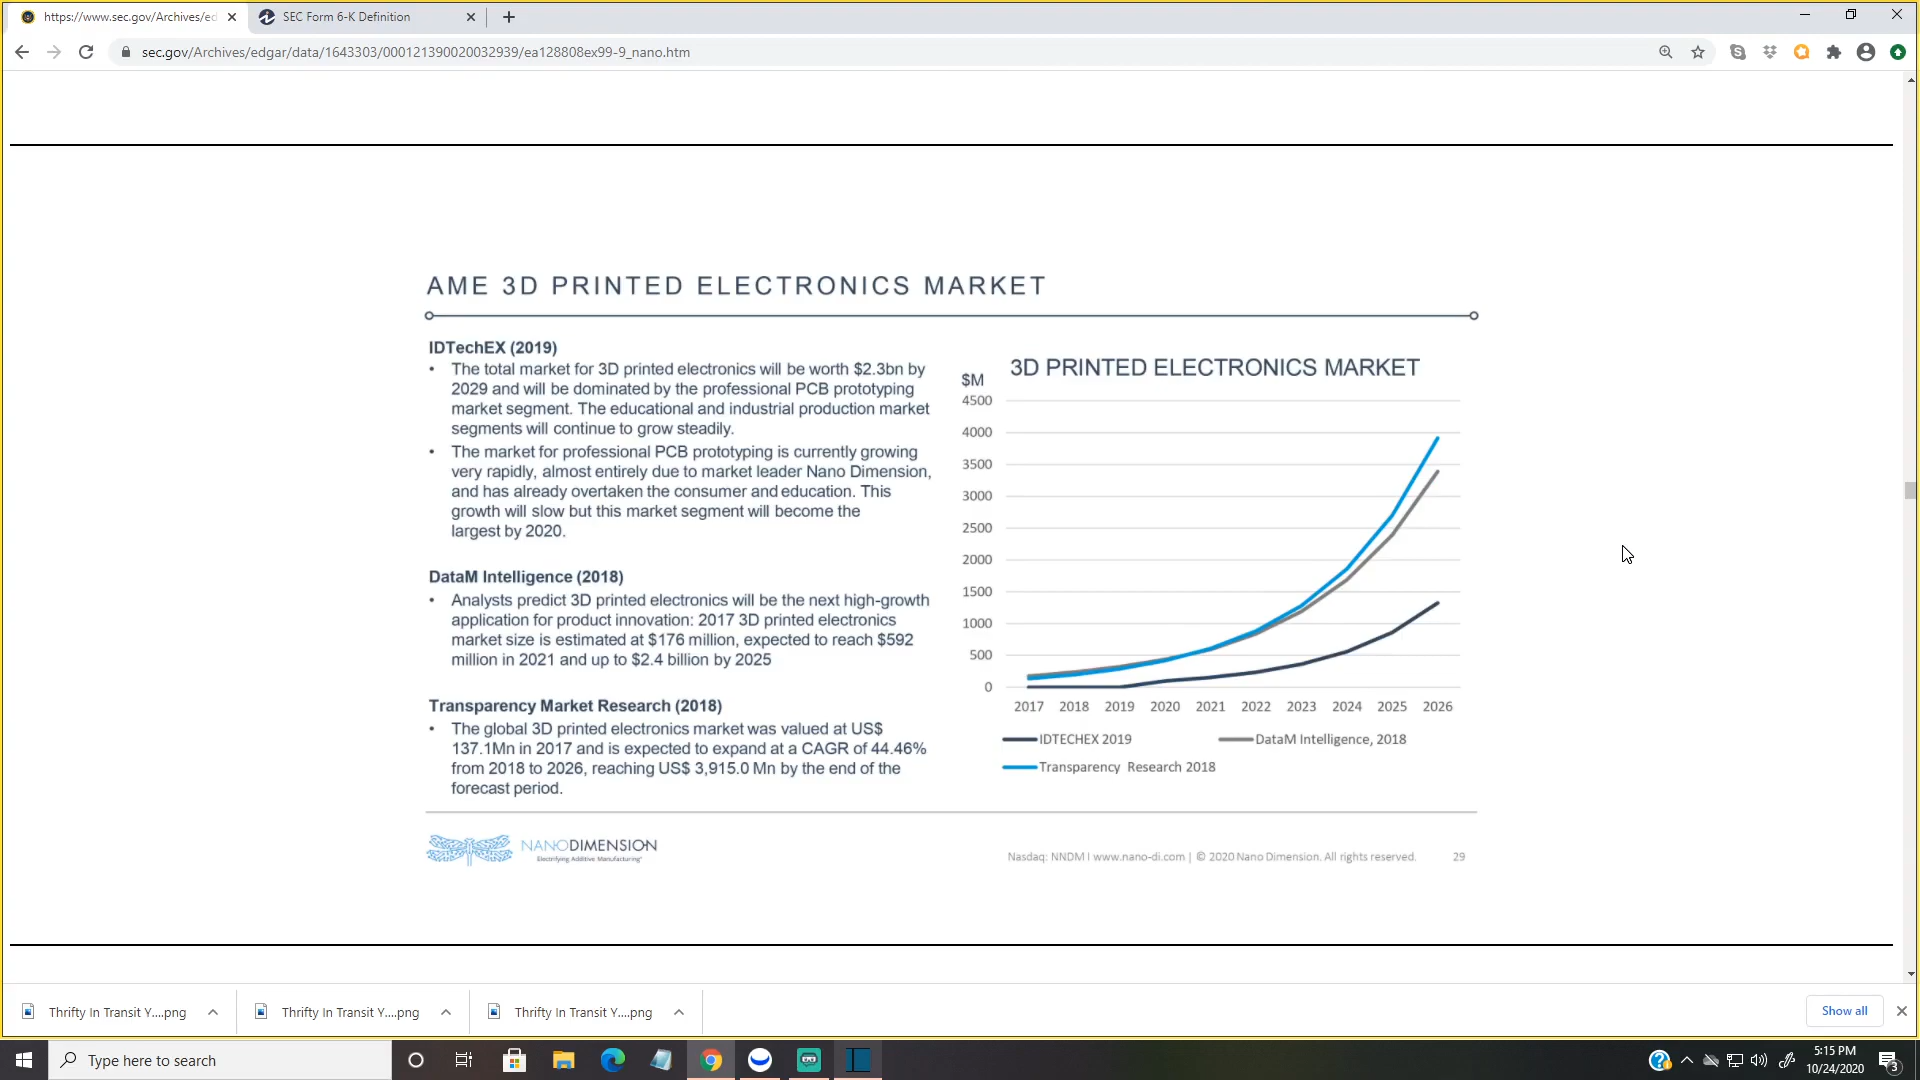 https://www.sec.gov/Archives/ed
SEC Form 6-K Definition
sec.gov/Archives/edgar/data/1643303/000121390020032939/ea128808ex99-9_nano.htm
AME 3D PRINTED ELECTRONICS MARKET
IDTechEX (2019)
• The total market for 3D printed electronics will be worth $2.3bn by
2029 and will be dominated by the professional PCB prototyping
market segment. The educational and industrial production market
segments will continue to grow steadily.
• The market for professional PCB prototyping is currently growing
very rapidly, almost entirely due to market leader Nano Dimension,
and has already overtaken the consumer and education. This
growth will slow but this market segment will become the
largest by 2020.
DataM Intelligence (2018)
• Analysts predict 3D printed electronics will be the next high-growth
application for product innovation: 2017 3D printed electronics
market size is estimated at $176 million, expected to reach $592
million in 2021 and up to $2.4 billion by 2025
Transparency Market Research (2018)
• The global 3D printed electronics market was valued at US$
137.1Mn in 2017 and is expected to expand at a CAGR of 44.46%
from 2018 to 2026, reaching US$ 3,915.0 Mn by the end of the
forecast period.
3D PRINTED ELECTRONICS MARKET
$M
4500
4000
3500
3000
2500
2000
1500
1000
500
0
2017 2018 2019 2020 2021 2022 2023 2024 2025 2026
IDTECHEX 2019
DataM Intelligence, 2018
Transparency Research 2018
NANODIMENSION
Electrifying Additive Manufacturing®
Nasdaq: NNDM I www.nano-di.com | © 2020 Nano Dimension. All rights reserved.
29
Thrifty In Transit Y....png
Thrifty In Transit Y....png
Thrifty In Transit Y....png
Show all
Type here to search
5:15 PM
10/24/2020
3